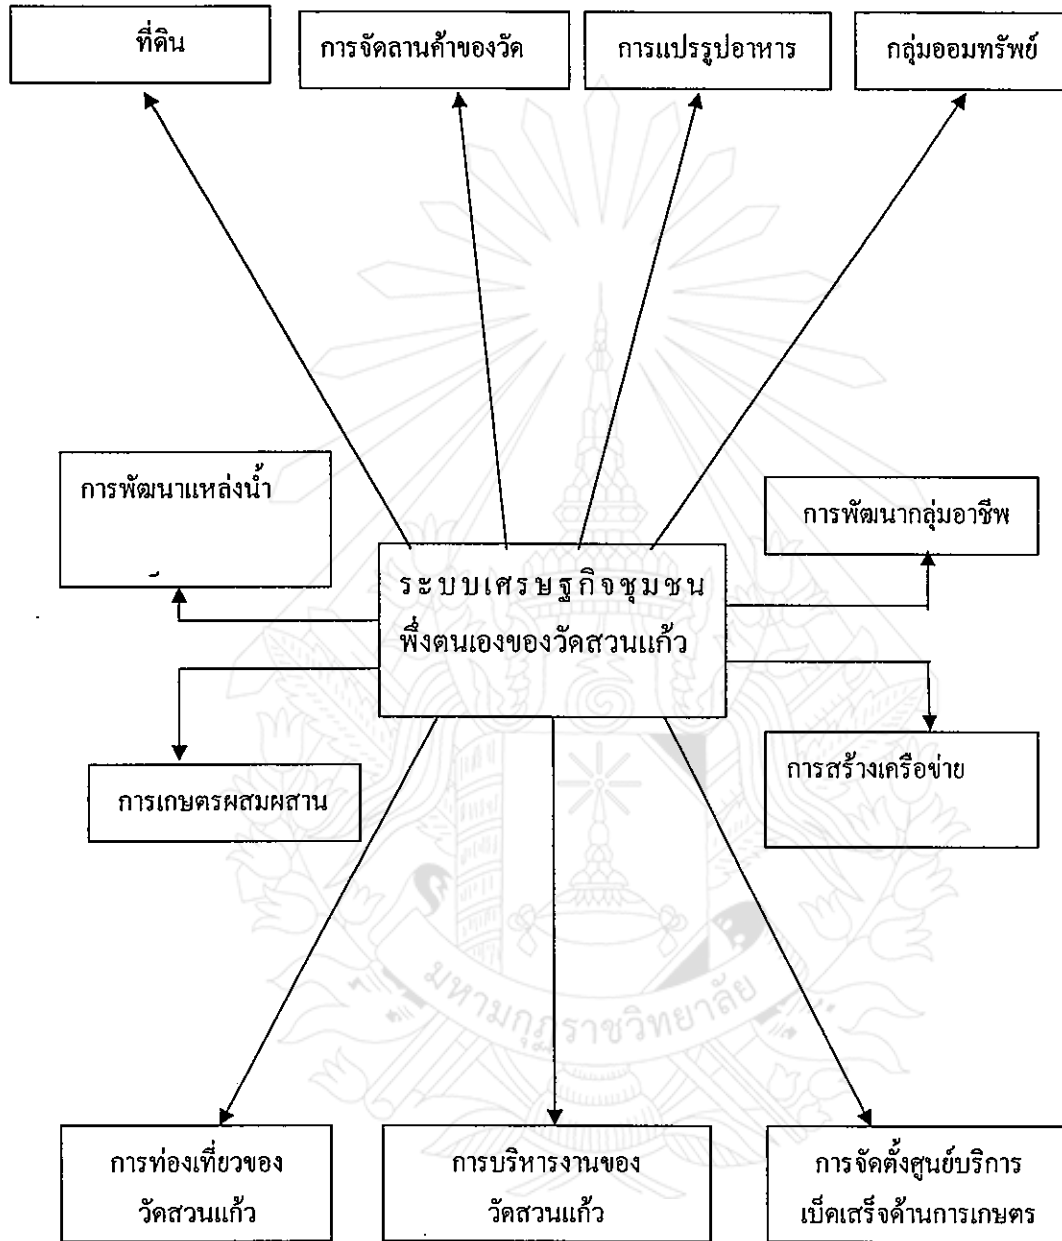 ที่ดิน
การจัดลานค้าของวัด
การแปรรูปอาหาร
กลุ่มออมทรัพย์
การพัฒนาแหล่งน้ำ
การพัฒนากลุ่มอาชีพ
ระบบเศรษฐกิจชุมชน
พึ่งตนเองของวัดสวนแก้ว
การเกษตรผสมผสาน
การสร้างเครือข่าย
มหามกุฏราชวิทยาลัย
การท่องเที่ยวของ
วัดสวนแก้ว
การบริหารงานของ
วัดสวนแก้ว
การจัดตั้งศูนย์บริการ
เบ็ดเสร็จด้านการเกษตร